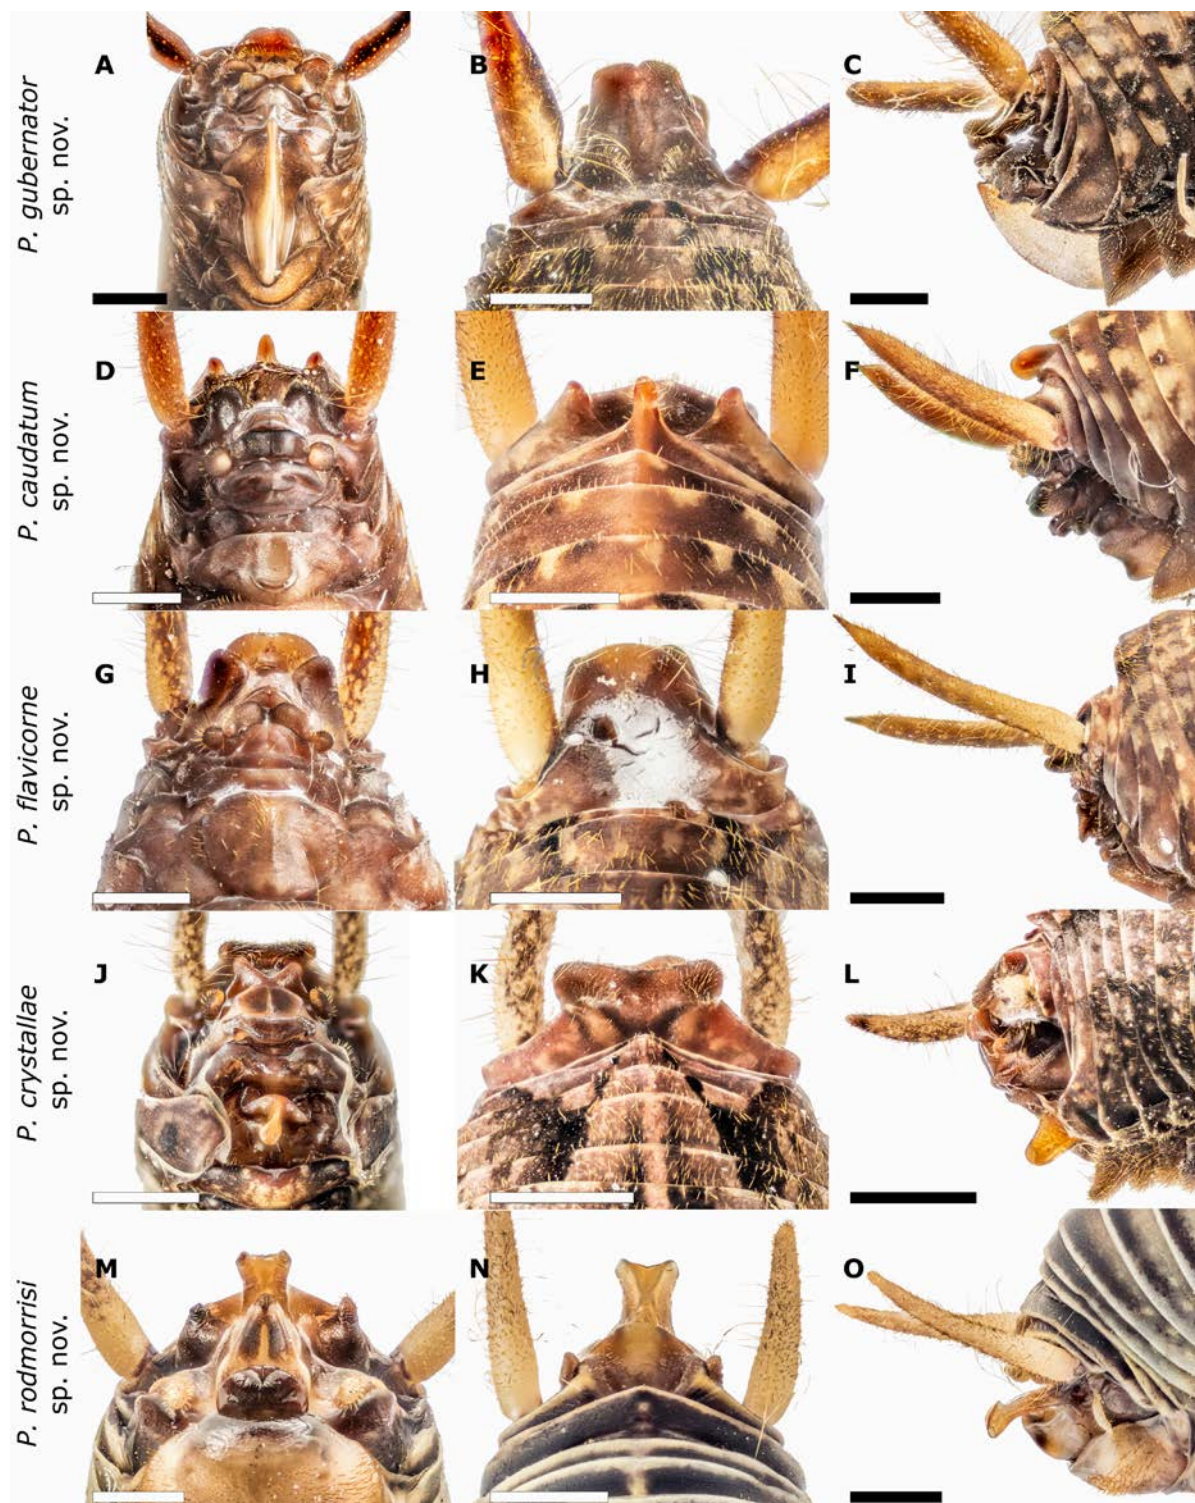 P. gubernator
sp. nov.
A
B
C
P. caudatum
sp. nov.
D
E
F
P. flavicorne
sp. nov.
G
H
I
P. crystallae
sp. nov.
J
K
L
P. rodmorrisi
sp. nov.
M
N
O